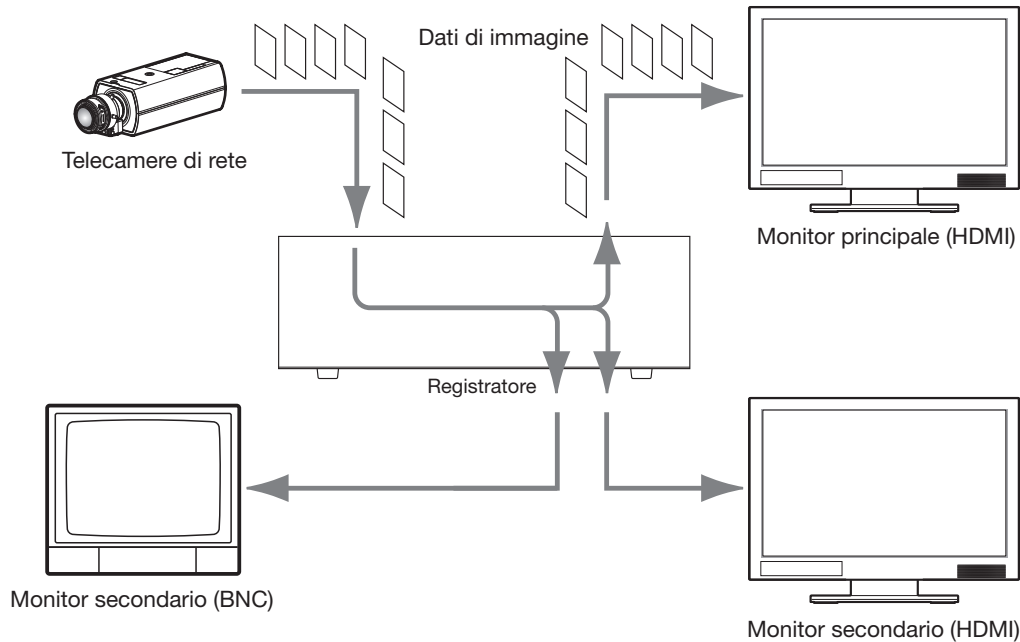 Dati di immagine
Telecamere di rete
Monitor principale (HDMI)
Registratore
Monitor secondario (BNC)
Monitor secondario (HDMI)